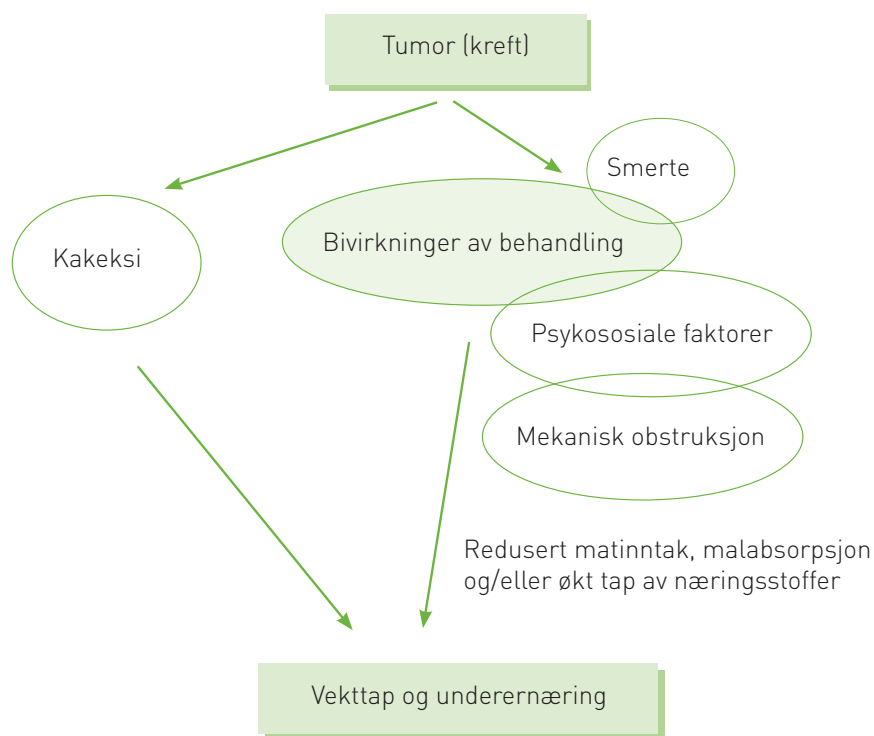 Tumor (kreft)
Smerte
Bivirkninger av behandling
Kakeksi
Psykososiale faktorer
Mekanisk obstruksjon
Redusert matinntak, malabsorpsjon
og/eller økt tap av næringsstoffer
Vekttap og underernæring